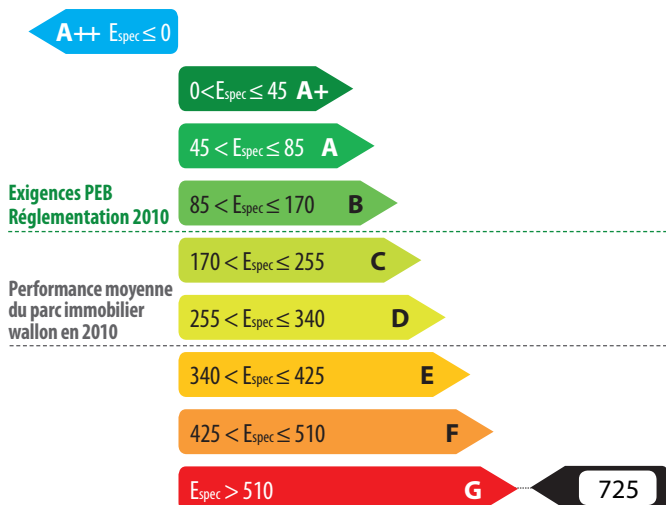 A++ Espec ≤ 0
0 < Espec ≤ 45 A+
45 < Espec ≤ 85 A
Exigences PEB
Réglementation 2010
85 < Espec ≤ 170 B
170 < Espec ≤ 255 C
Performance moyenne
du parc immobilier
wallon en 2010
255 < Espec ≤ 340 D
340 < Espec ≤ 425 E
425 < Espec ≤ 510 F
Espec > 510 G 725